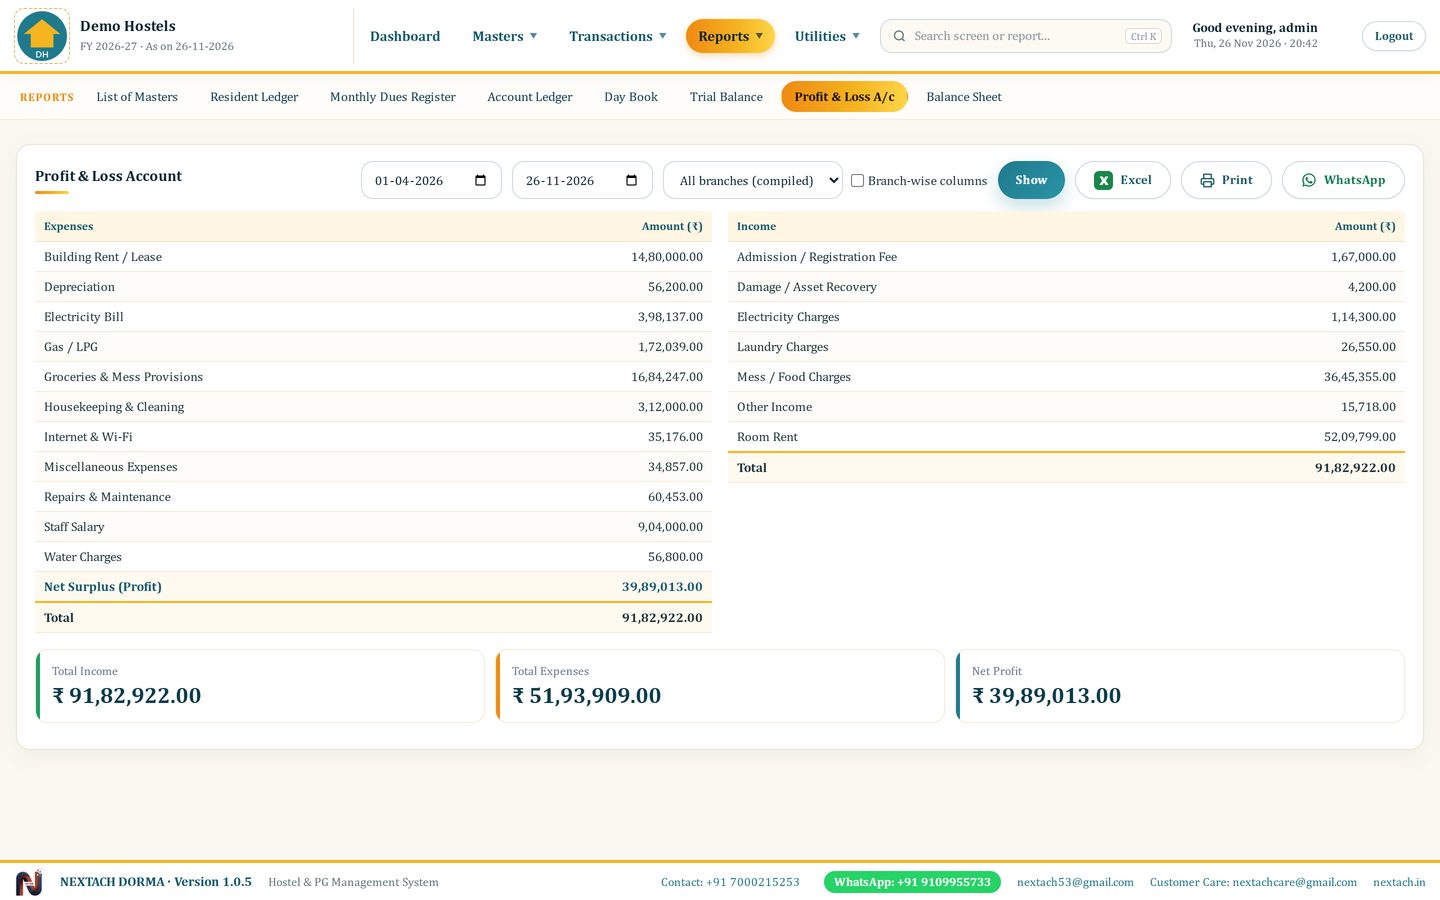 Demo Hostels
FY 2026-27 · As on 26-11-2026
DH
Dashboard
Masters
Transactions
Reports
Utilities
Search screen or report...
Ctrl K
Good evening, admin
Thu, 26 Nov 2026 · 20:42
Logout
REPORTS
List of Masters
Resident Ledger
Monthly Dues Register
Account Ledger
Day Book
Trial Balance
Profit & Loss A/c
Balance Sheet
Profit & Loss Account
01-04-2026
26-11-2026
All branches (compiled)
Branch-wise columns
Show
X Excel
Print
WhatsApp
Expenses Amount (₹)
Building Rent / Lease 14,80,000.00
Depreciation 56,200.00
Electricity Bill 3,98,137.00
Gas / LPG 1,72,039.00
Groceries & Mess Provisions 16,84,247.00
Housekeeping & Cleaning 3,12,000.00
Internet & Wi-Fi 35,176.00
Miscellaneous Expenses 34,857.00
Repairs & Maintenance 60,453.00
Staff Salary 9,04,000.00
Water Charges 56,800.00
Net Surplus (Profit) 39,89,013.00
Total 91,82,922.00
Income Amount (₹)
Admission / Registration Fee 1,67,000.00
Damage / Asset Recovery 4,200.00
Electricity Charges 1,14,300.00
Laundry Charges 26,550.00
Mess / Food Charges 36,45,355.00
Other Income 15,718.00
Room Rent 52,09,799.00
Total 91,82,922.00
Total Income
₹ 91,82,922.00
Total Expenses
₹ 51,93,909.00
Net Profit
₹ 39,89,013.00
N
NEXTACH DORMA · Version 1.0.5
Hostel & PG Management System
Contact: +91 7000215253
WhatsApp: +91 9109955733
nextach53@gmail.com
Customer Care: nextachcare@gmail.com
nextach.in